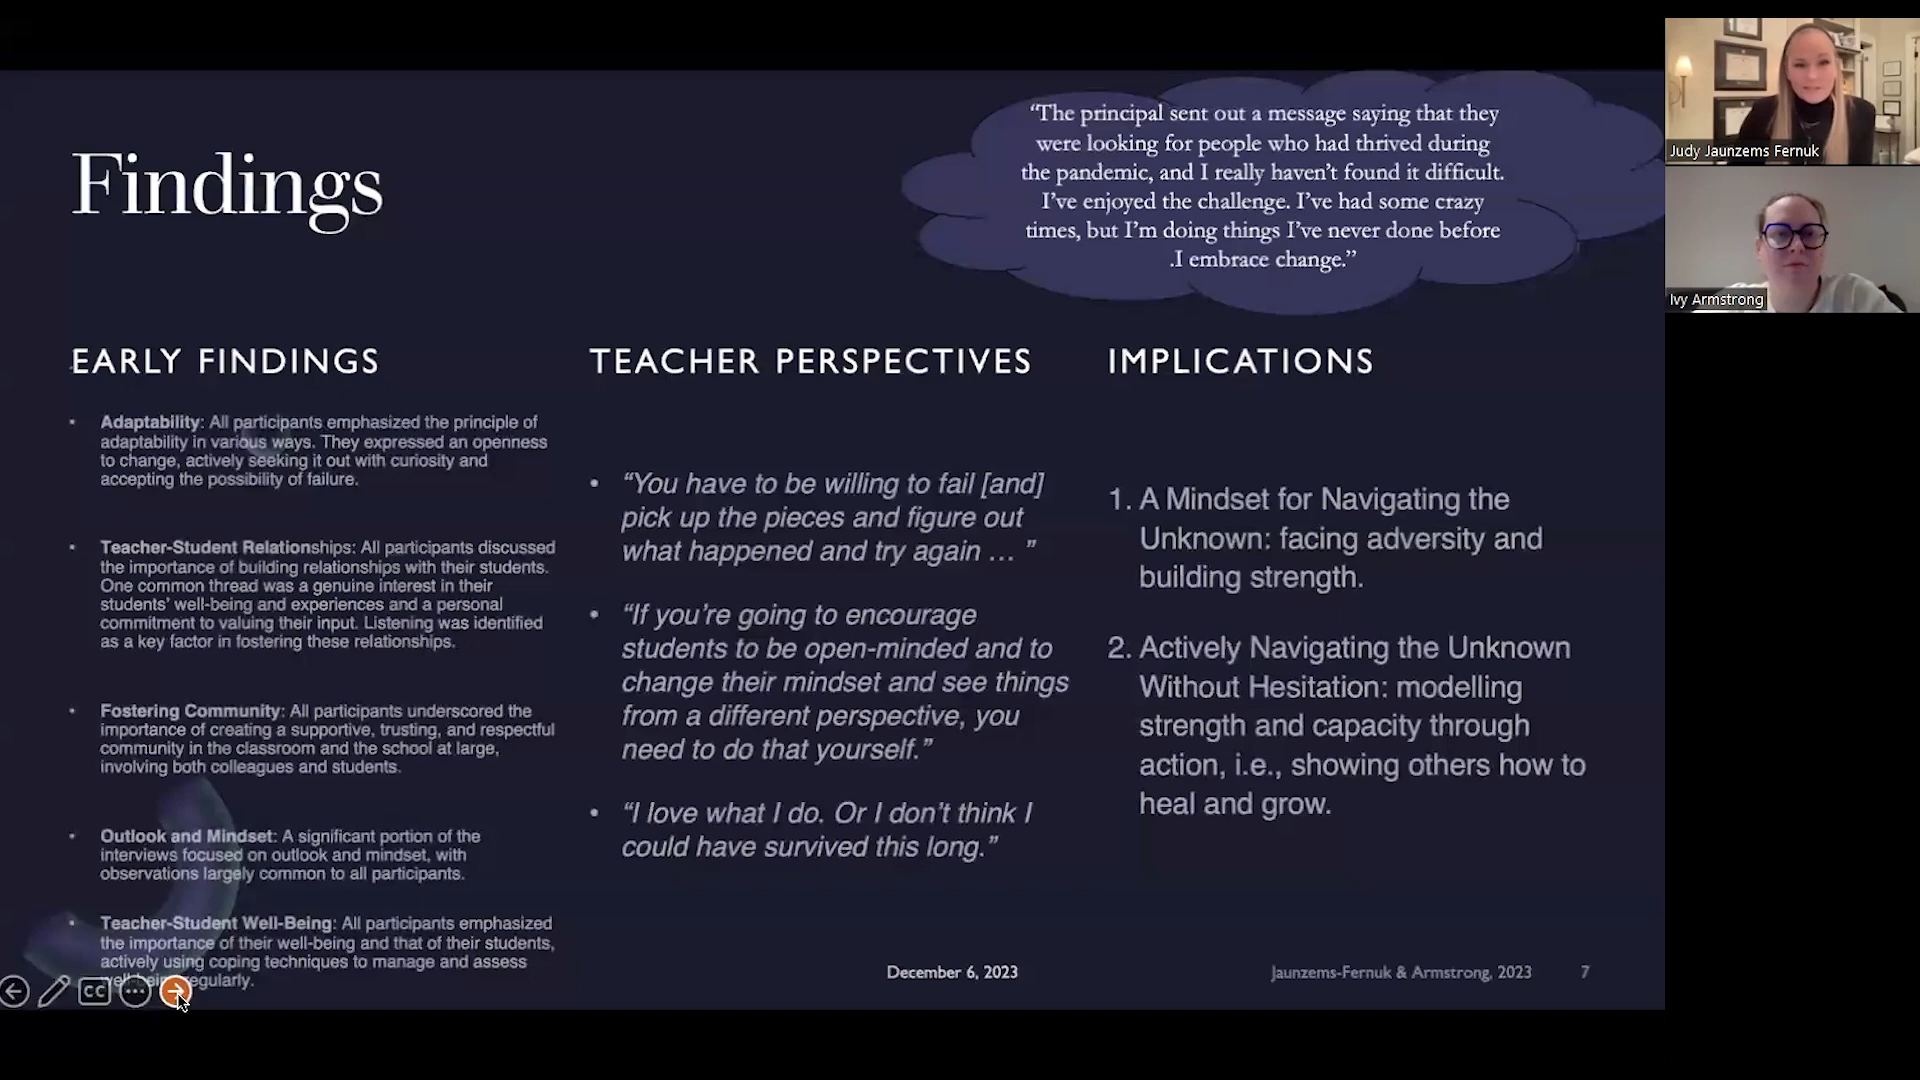 Findings
“The principal sent out a message saying that they
were looking for people who had thrived during
the pandemic, and I really haven’t found it difficult.
I’ve enjoyed the challenge. I’ve had some crazy
times, but I’m doing things I’ve never done before
.I embrace change.”
EARLY FINDINGS
• Adaptability: All participants emphasized the principle of
adaptability in various ways. They expressed an openness
to change, actively seeking it out with curiosity and
accepting the possibility of failure.
• Teacher-Student Relationships: All participants discussed
the importance of building relationships with their students.
One common thread was a genuine interest in their
students’ well-being and experiences and a personal
commitment to valuing their input. Listening was identified
as a key factor in fostering these relationships.
• Fostering Community: All participants underscored the
importance of creating a supportive, trusting, and respectful
community in the classroom and the school at large,
involving both colleagues and students.
• Outlook and Mindset: A significant portion of the
interviews focused on outlook and mindset, with
observations largely common to all participants.
• Teacher-Student Well-Being: All participants emphasized
the importance of their well-being and that of their students,
actively using coping techniques to manage and assess
well-being regularly.
TEACHER PERSPECTIVES
• “You have to be willing to fail [and]
pick up the pieces and figure out
what happened and try again … ”
• “If you’re going to encourage
students to be open-minded and to
change their mindset and see things
from a different perspective, you
need to do that yourself.”
• “I love what I do. Or I don’t think I
could have survived this long.”
IMPLICATIONS
1. A Mindset for Navigating the
Unknown: facing adversity and
building strength.
2. Actively Navigating the Unknown
Without Hesitation: modelling
strength and capacity through
action, i.e., showing others how to
heal and grow.
CC
December 6, 2023
Jaunzems-Fernuk & Armstrong, 2023
7
Judy Jaunzems Fernuk
Ivy Armstrong